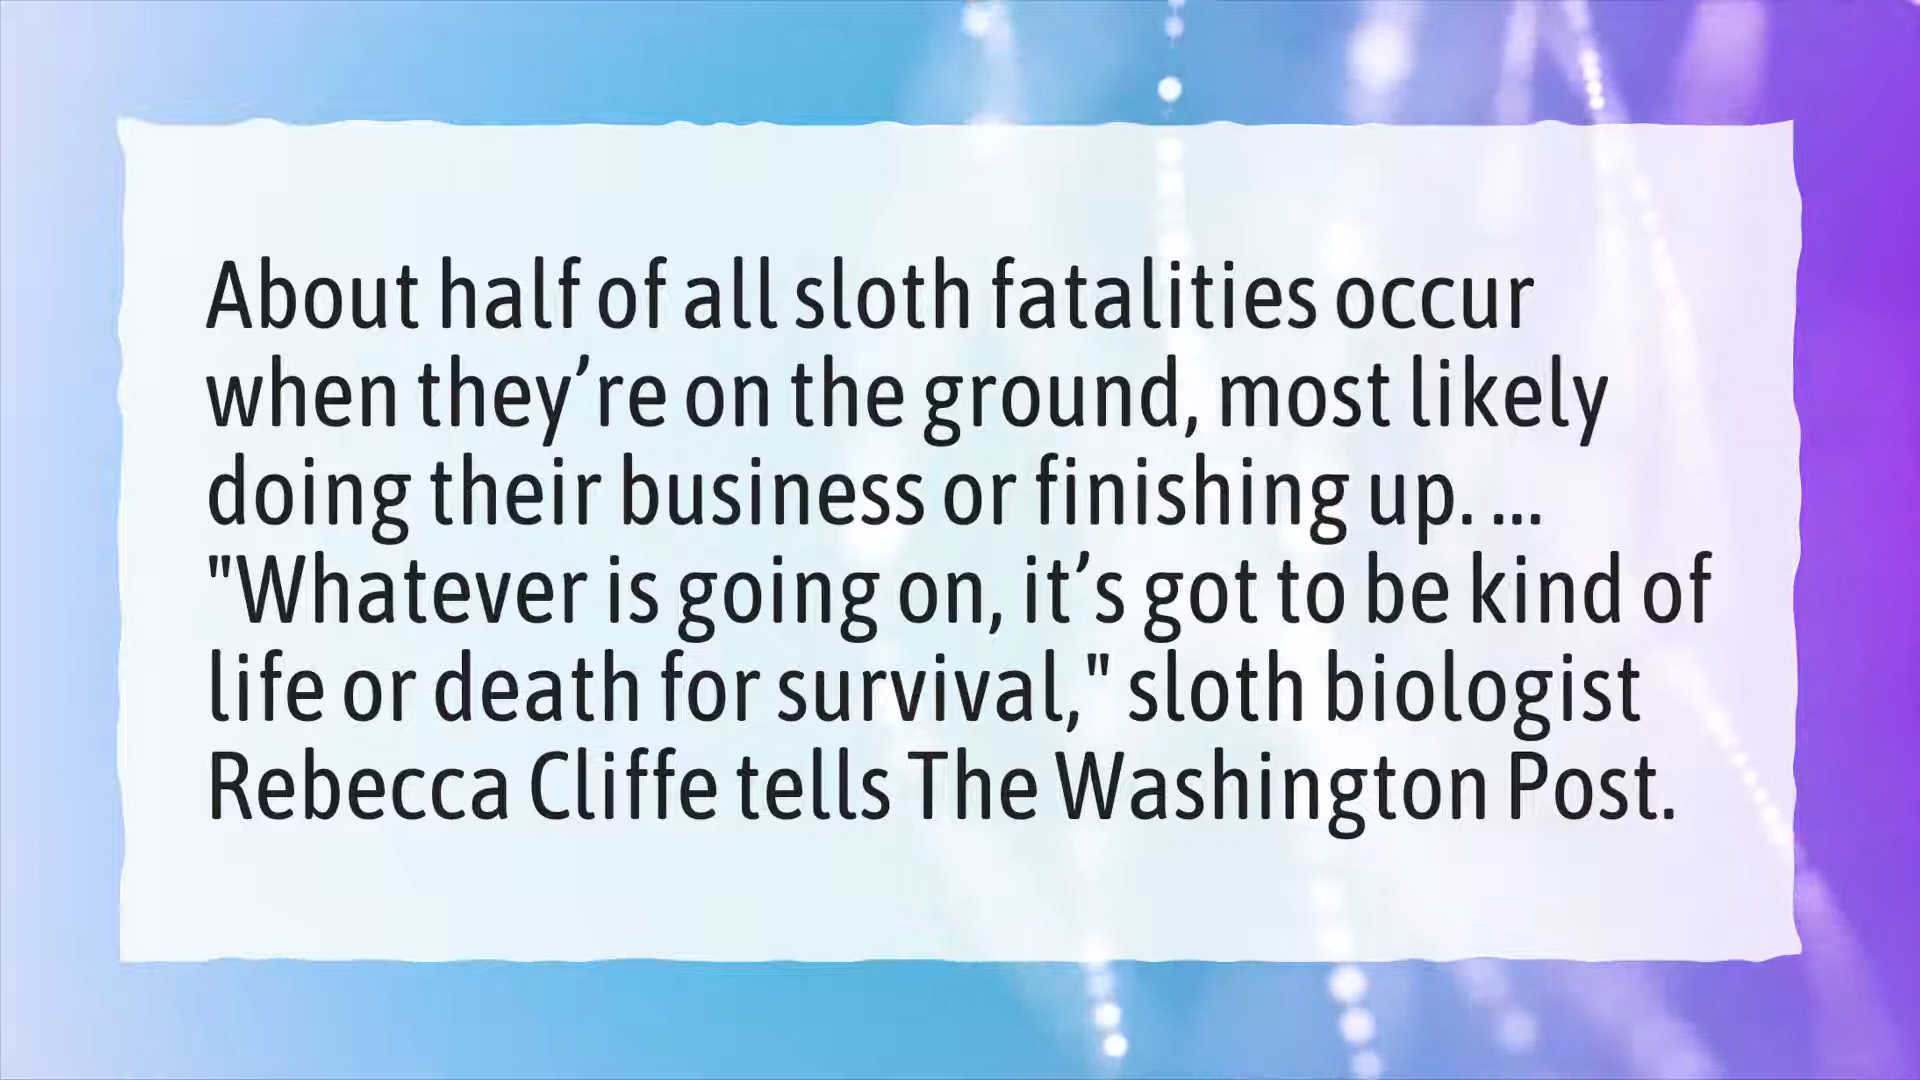 About half of all sloth fatalities occur
when they’re on the ground, most likely
doing their business or finishing up. ...
"Whatever is going on, it’s got to be kind of
life or death for survival," sloth biologist
Rebecca Cliffe tells The Washington Post.